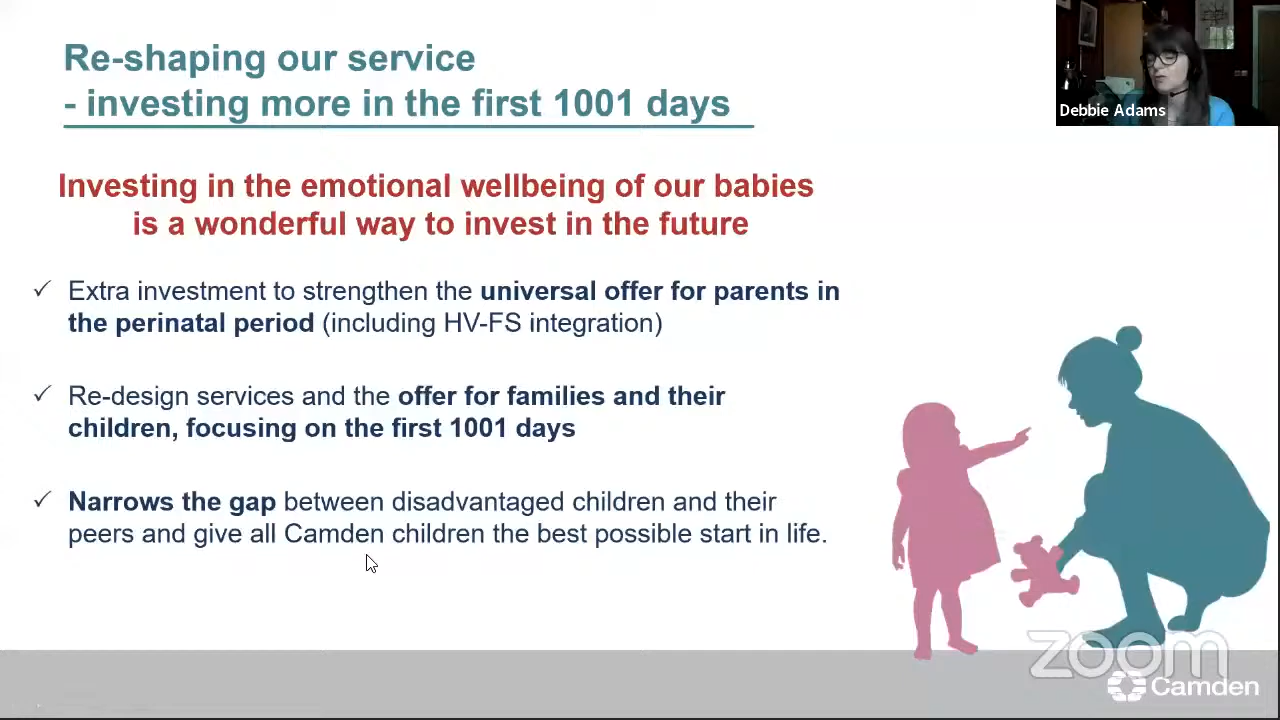 Re-shaping our service
- investing more in the first 1001 days
Debbie Adams
Investing in the emotional wellbeing of our babies
is a wonderful way to invest in the future
✓ Extra investment to strengthen the universal offer for parents in
the perinatal period (including HV-FS integration)
✓ Re-design services and the offer for families and their
children, focusing on the first 1001 days
✓ Narrows the gap between disadvantaged children and their
peers and give all Camden children the best possible start in life.
zoom
Camden